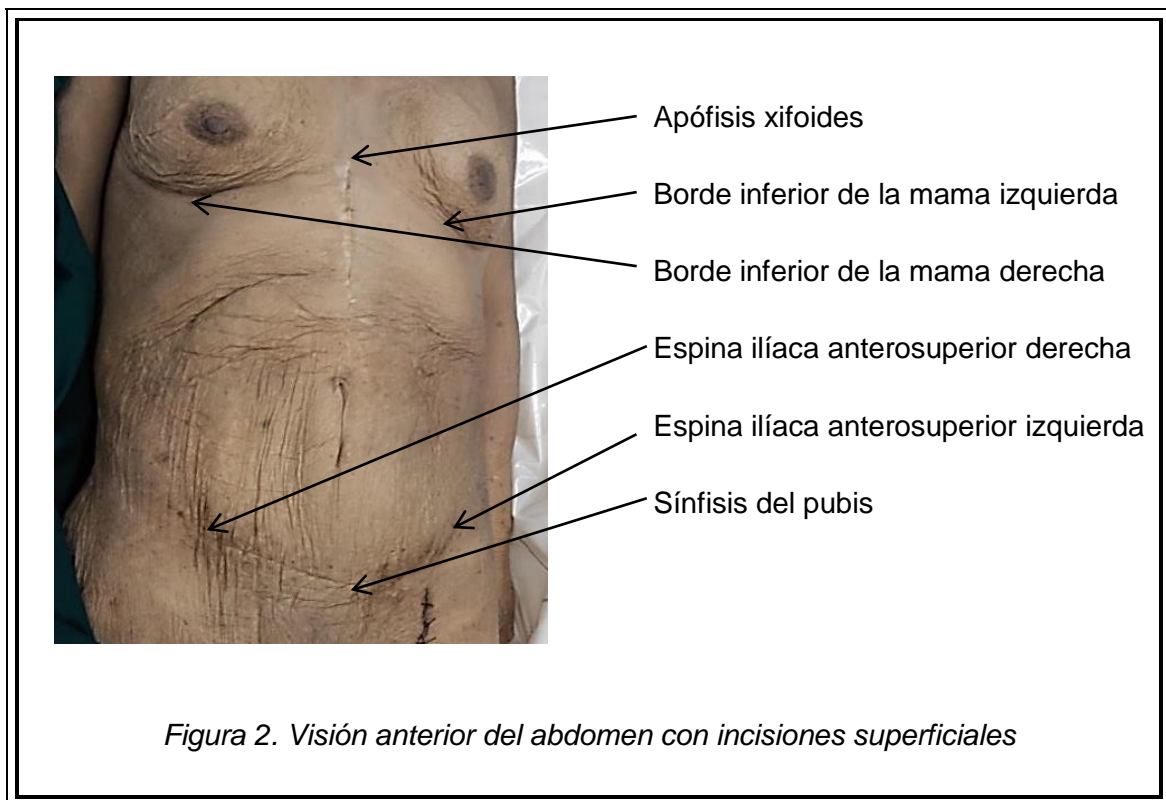 Apófisis xifoides
Borde inferior de la mama izquierda
Borde inferior de la mama derecha
Espina ilíaca anterosuperior derecha
Espina ilíaca anterosuperior izquierda
Sínfisis del pubis
Figura 2. Visión anterior del abdomen con incisiones superficiales